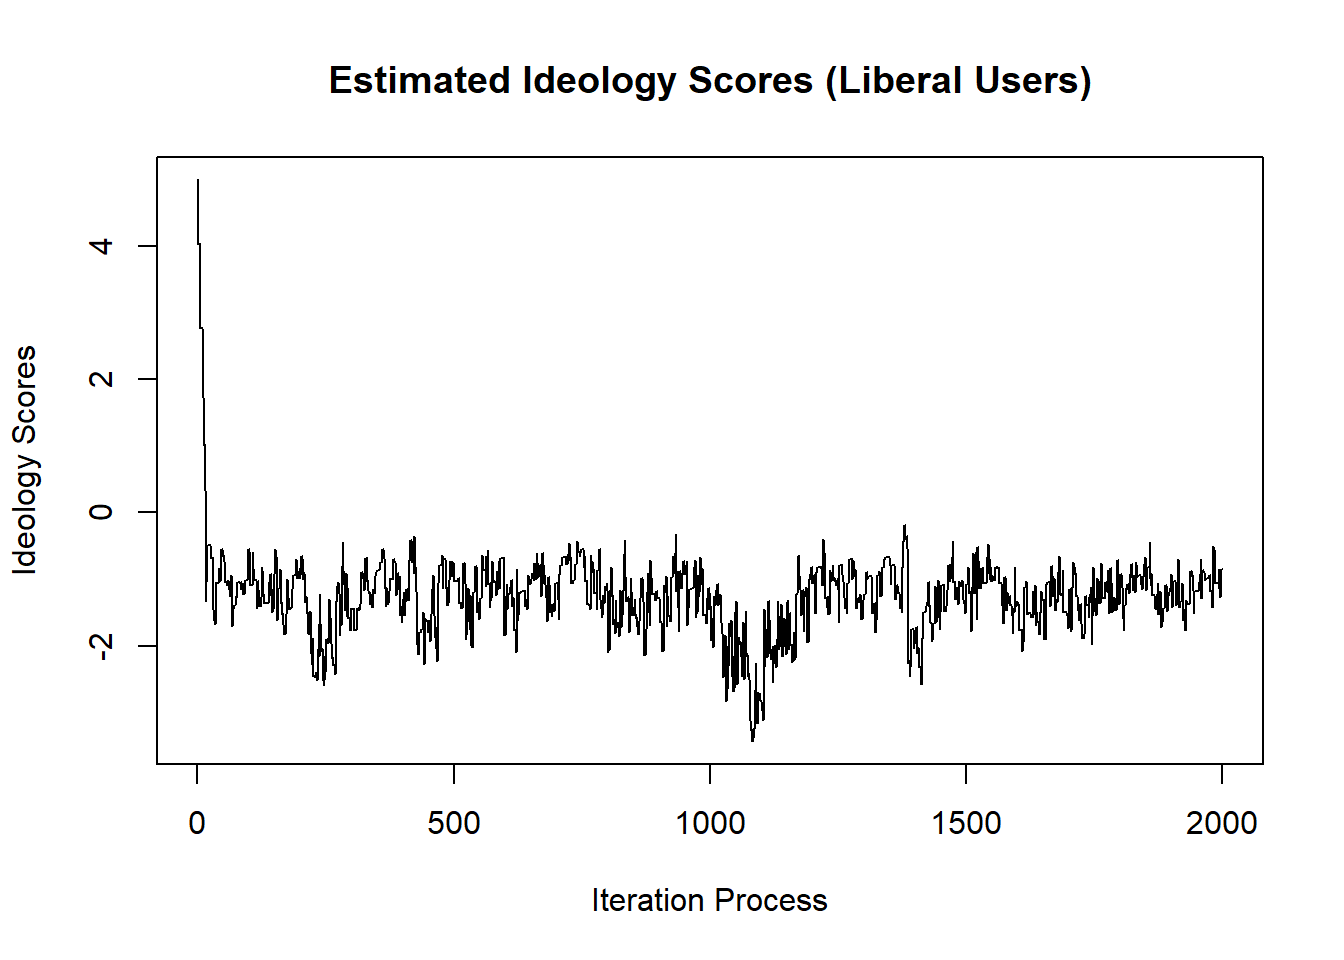 Estimated Ideology Scores (Liberal Users)
Ideology Scores
4
2
0
-2
0 500 1000 1500 2000
Iteration Process